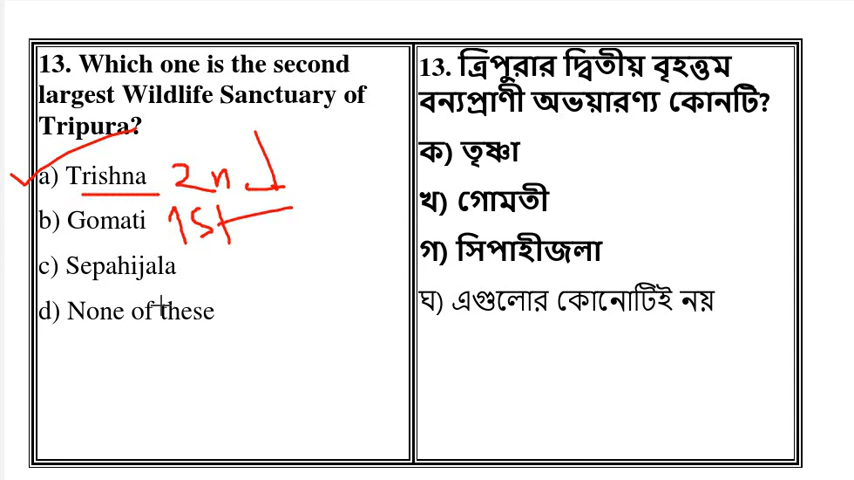 13. Which one is the second
largest Wildlife Sanctuary of
Tripura?
a) Trishna 2nd
b) Gomati 1st
c) Sepahijala
d) None of these
13. ত্রিপুরার দ্বিতীয় বৃহত্তম
বন্যপ্রাণী অভয়ারণ্য কোনটি?
ক) তৃষ্ণা
খ) গোমতী
গ) সিপাহীজলা
ঘ) এগুলোর কোনোটিই নয়